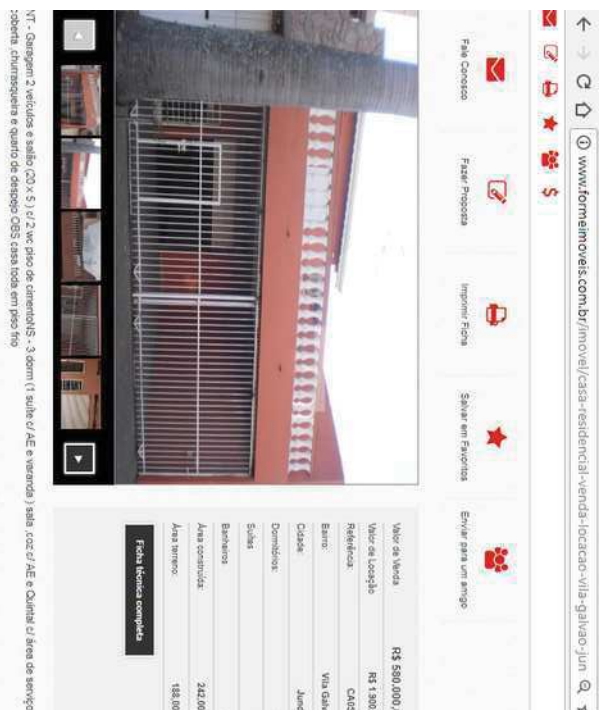 www.formeimoveis.com.br/imovel/casa-residencial-venda-locacao-vila-galvao-jun
$
Fale Conosco
Fazer Proposta
Imprimir Ficha
Salvar em Favoritos
Enviar para um amigo
Valor de Venda R$ 580.000,
Valor de Locação R$ 1.900
Referência: CA05
Bairro: Vila Galv
Cidade: Jund
Dormitórios:
Suítes
Banheiros
Área construída: 242,00
Área terreno: 188,00
Ficha técnica completa
NT - Garagem 2 veículos e salão (20 x 5 ) c/ 2 wc piso de cimentoNS - 3 dorm (1 suíte c/ AE e varanda ) sala ,coz c/ AE e Quintal c/ área de serviço
coberta ,churrasqueira e quarto de despejo OBS casa toda em piso frio